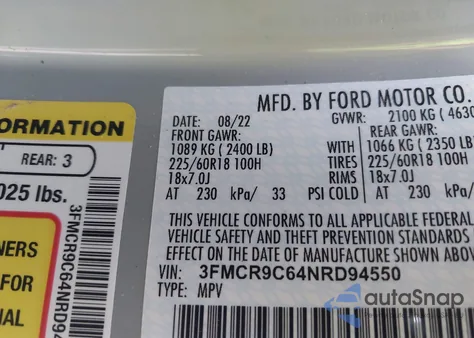 MFD. BY FORD MOTOR CO.
DATE: 08/22 GVWR: 2100 KG ( 4630
FRONT GAWR: REAR GAWR:
1089 KG ( 2400 LB) WITH 1066 KG ( 2350 LB
225/60R18 100H TIRES 225/60R18 100H
18x7.0J RIMS 18x7.0J
AT 230 kPa/ 33 PSI COLD AT 230 kPa/
THIS VEHICLE CONFORMS TO ALL APPLICABLE FEDERAL
VEHICLE SAFETY AND THEFT PREVENTION STANDARDS
EFFECT ON THE DATE OF MANUFACTURE SHOWN ABOVE.
VIN: 3FMCR9C64NRD94550
TYPE: MPV
ORMATION
REAR: 3
025 lbs.
3FMCR9C64NRD94
NERS
FOR
IAL
autoSnap